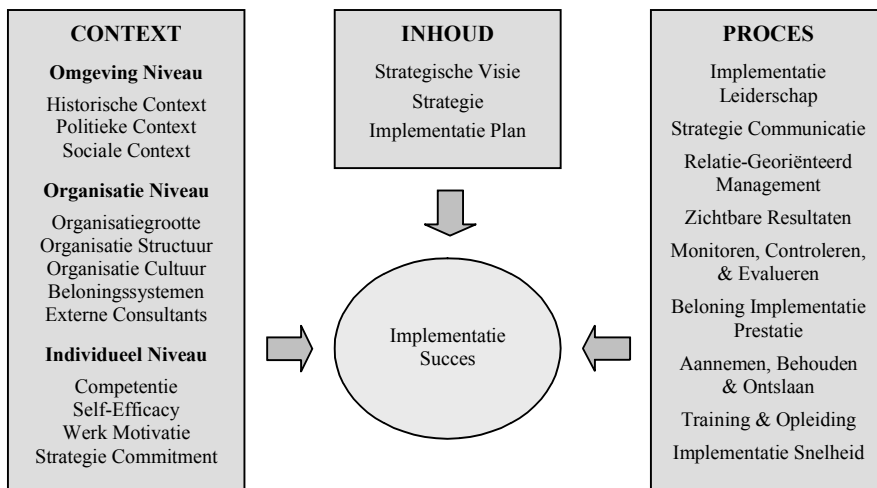 CONTEXT
Omgeving Niveau
Historische Context
Politieke Context
Sociale Context
Organisatie Niveau
Organisatiegrootte
Organisatie Structuur
Organisatie Cultuur
Beloningssystemen
Externe Consultants
Individueel Niveau
Competentie
Self-Efficacy
Werk Motivatie
Strategie Commitment
INHOUD
Strategische Visie
Strategie
Implementatie Plan
Implementatie
Succes
PROCES
Implementatie
Leiderschap
Strategie Communicatie
Relatie-Georiënteerd
Management
Zichtbare Resultaten
Monitoren, Controleren,
& Evalueren
Beloning Implementatie
Prestatie
Aannemen, Behouden
& Ontslaan
Training & Opleiding
Implementatie Snelheid